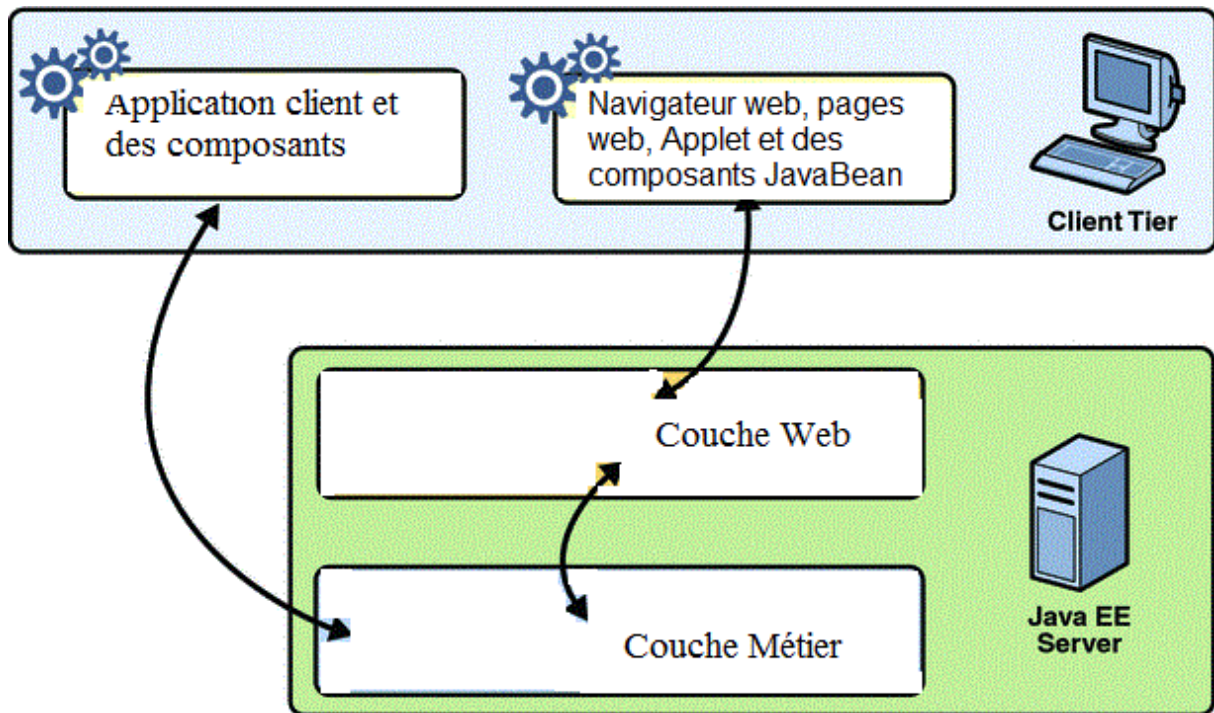 Application client et
des composants
Navigateur web, pages
web, Applet et des
composants JavaBean
Client Tier
Couche Web
Couche Métier
Java EE
Server